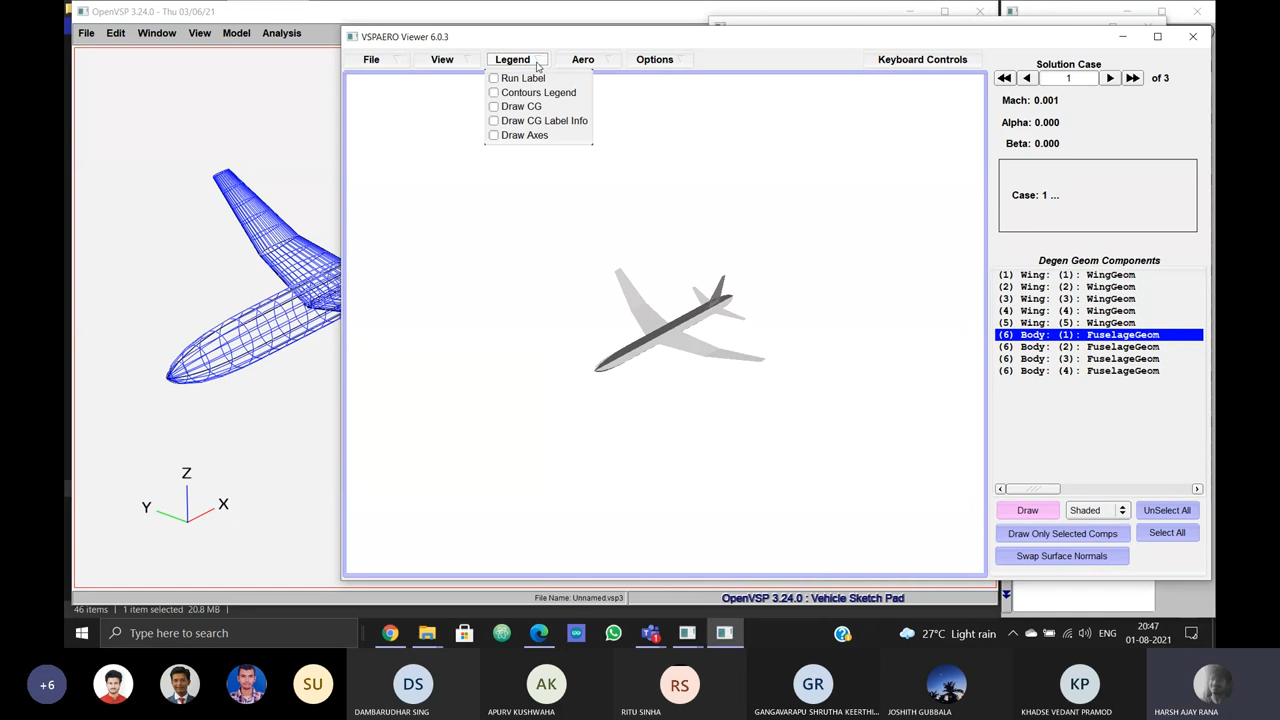 OpenVSP 3.24.0 - Thu 03/06/21
File Edit Window View Model Analysis
VSPAERO Viewer 6.0.3
File View Legend Aero Options Keyboard Controls
Run Label
Contours Legend
Draw CG
Draw CG Label Info
Draw Axes
Solution Case
1 of 3
Mach: 0.001
Alpha: 0.000
Beta: 0.000
Case: 1 ...
Degen Geom Components
(1) Wing: (1): WingGeom
(2) Wing: (2): WingGeom
(3) Wing: (3): WingGeom
(4) Wing: (4): WingGeom
(5) Wing: (5): WingGeom
(6) Body: (1): FuselageGeom
(6) Body: (2): FuselageGeom
(6) Body: (3): FuselageGeom
(6) Body: (4): FuselageGeom
Draw Shaded UnSelect All
Draw Only Selected Comps Select All
Swap Surface Normals
Z
Y X
File Name: Unnamed.vsp3 OpenVSP 3.24.0 : Vehicle Sketch Pad
46 items 1 item selected 20.8 MB
Type here to search
1
27°C Light rain
ENG
20:47
01-08-2021
+6
SU
DS
DAMBARUDHAR SING
AK
APURV KUSHWAHA
RS
RITU SINHA
GR
GANGAVARAPU SHRUTHA KEERTHI...
JOSHITH GUBBALA
KP
KHADSE VEDANT PRAMOD
HARSH AJAY RANA